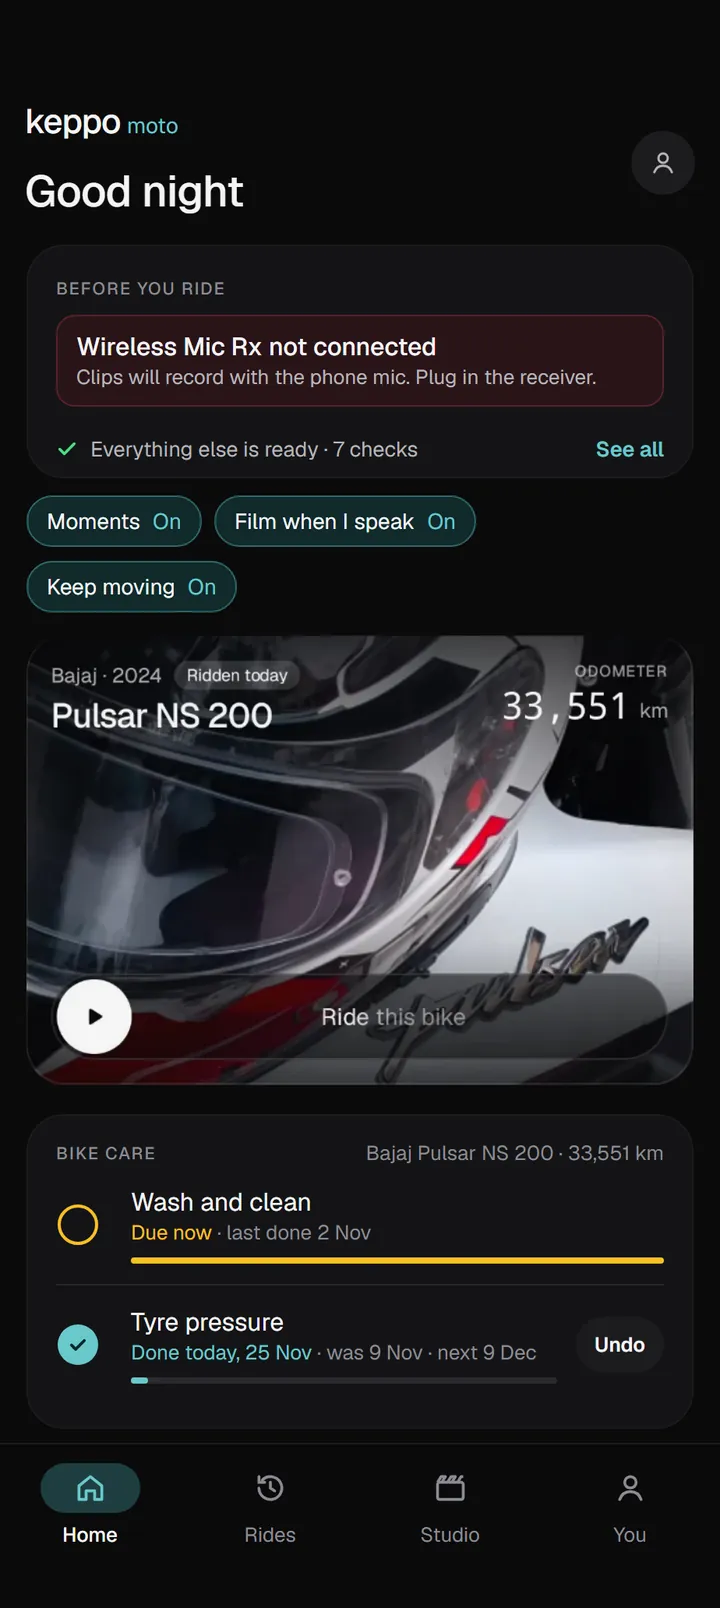 keppo moto
Good night
BEFORE YOU RIDE
Wireless Mic Rx not connected
Clips will record with the phone mic. Plug in the receiver.
Everything else is ready · 7 checks See all
Moments On Film when I speak On
Keep moving On
Bajaj · 2024 Ridden today ODOMETER
Pulsar NS 200 33,551 km
pulsar
Ride this bike
BIKE CARE Bajaj Pulsar NS 200 · 33,551 km
Wash and clean
Due now · last done 2 Nov
Tyre pressure
Done today, 25 Nov · was 9 Nov · next 9 Dec Undo
Home Rides Studio You